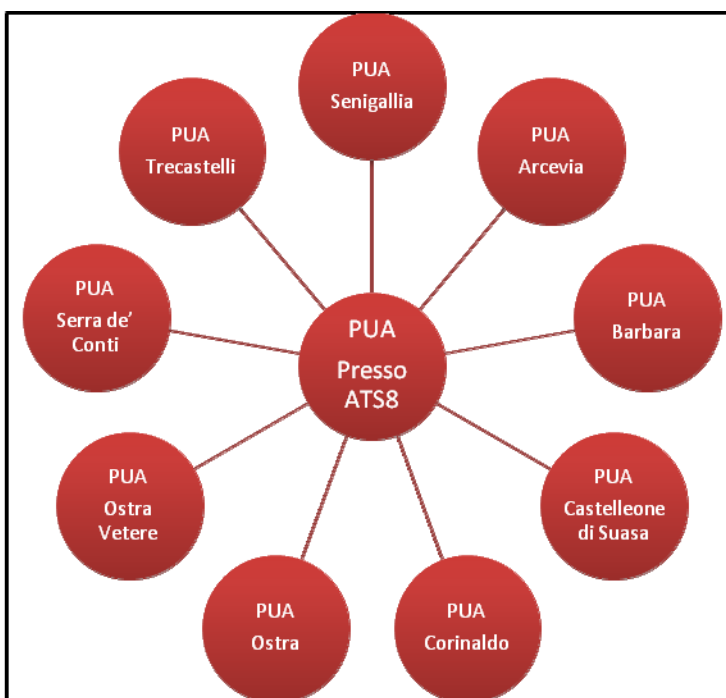 PUA
Senigallia
PUA
Arcevia
PUA
Barbara
PUA
Castelleone
di Suasa
PUA
Corinaldo
PUA
Ostra
PUA
Ostra
Vetere
PUA
Serra de’
Conti
PUA
Trecastelli
PUA
Presso
ATS8